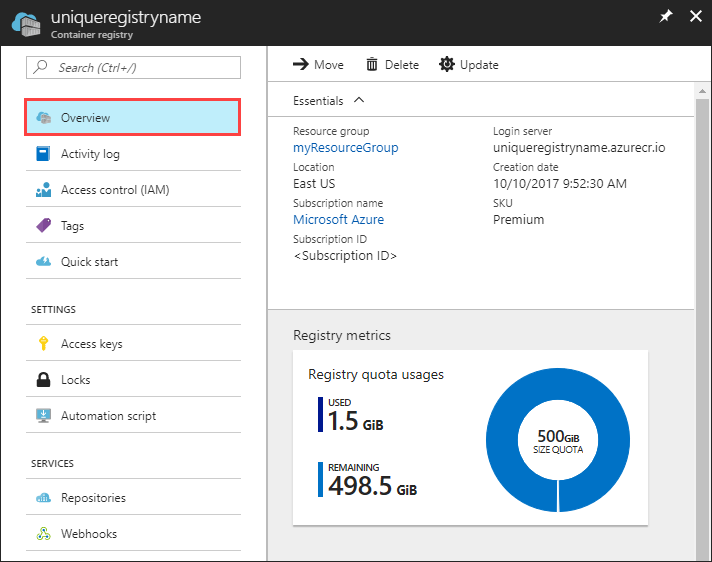 uniqueregistryname
Container registry
Search (Ctrl+/)
Overview
Activity log
Access control (IAM)
Tags
Quick start
SETTINGS
Access keys
Locks
Automation script
SERVICES
Repositories
Webhooks
Move Delete Update
Essentials
Resource group
myResourceGroup
Location
East US
Subscription name
Microsoft Azure
Subscription ID
<Subscription ID>
Login server
uniqueregistryname.azurecr.io
Creation date
10/10/2017 9:52:30 AM
SKU
Premium
Registry metrics
Registry quota usages
USED
1.5 GiB
REMAINING
498.5 GiB
500GiB
SIZE QUOTA